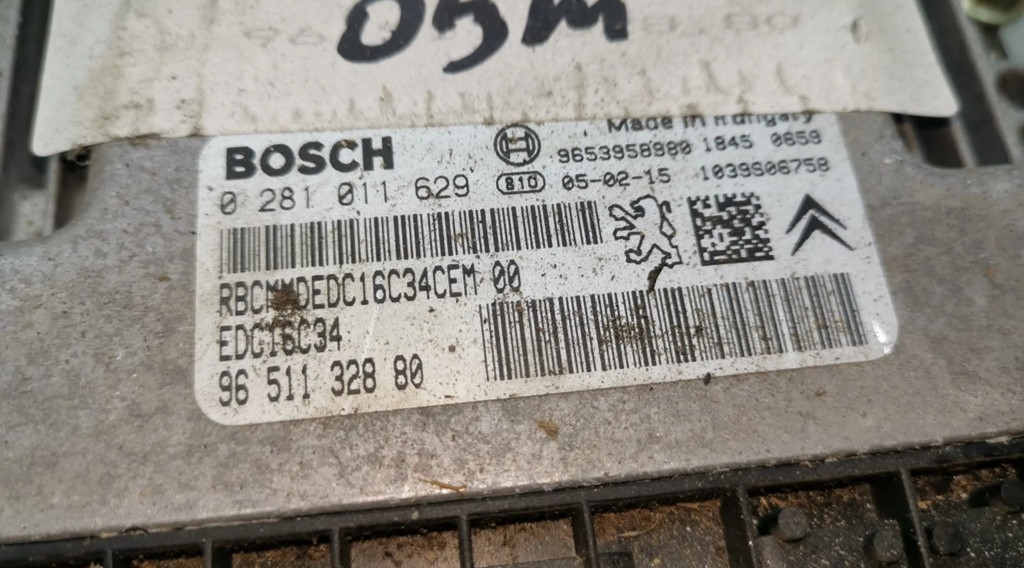 05M
BOSCH
Made in Hungary
0 281 011 629
9653958980 1845 0659
810 05-02-15 1039S06758
RBCMMDEDC16C34CEM 00
EDC16C34
96 511 328 80